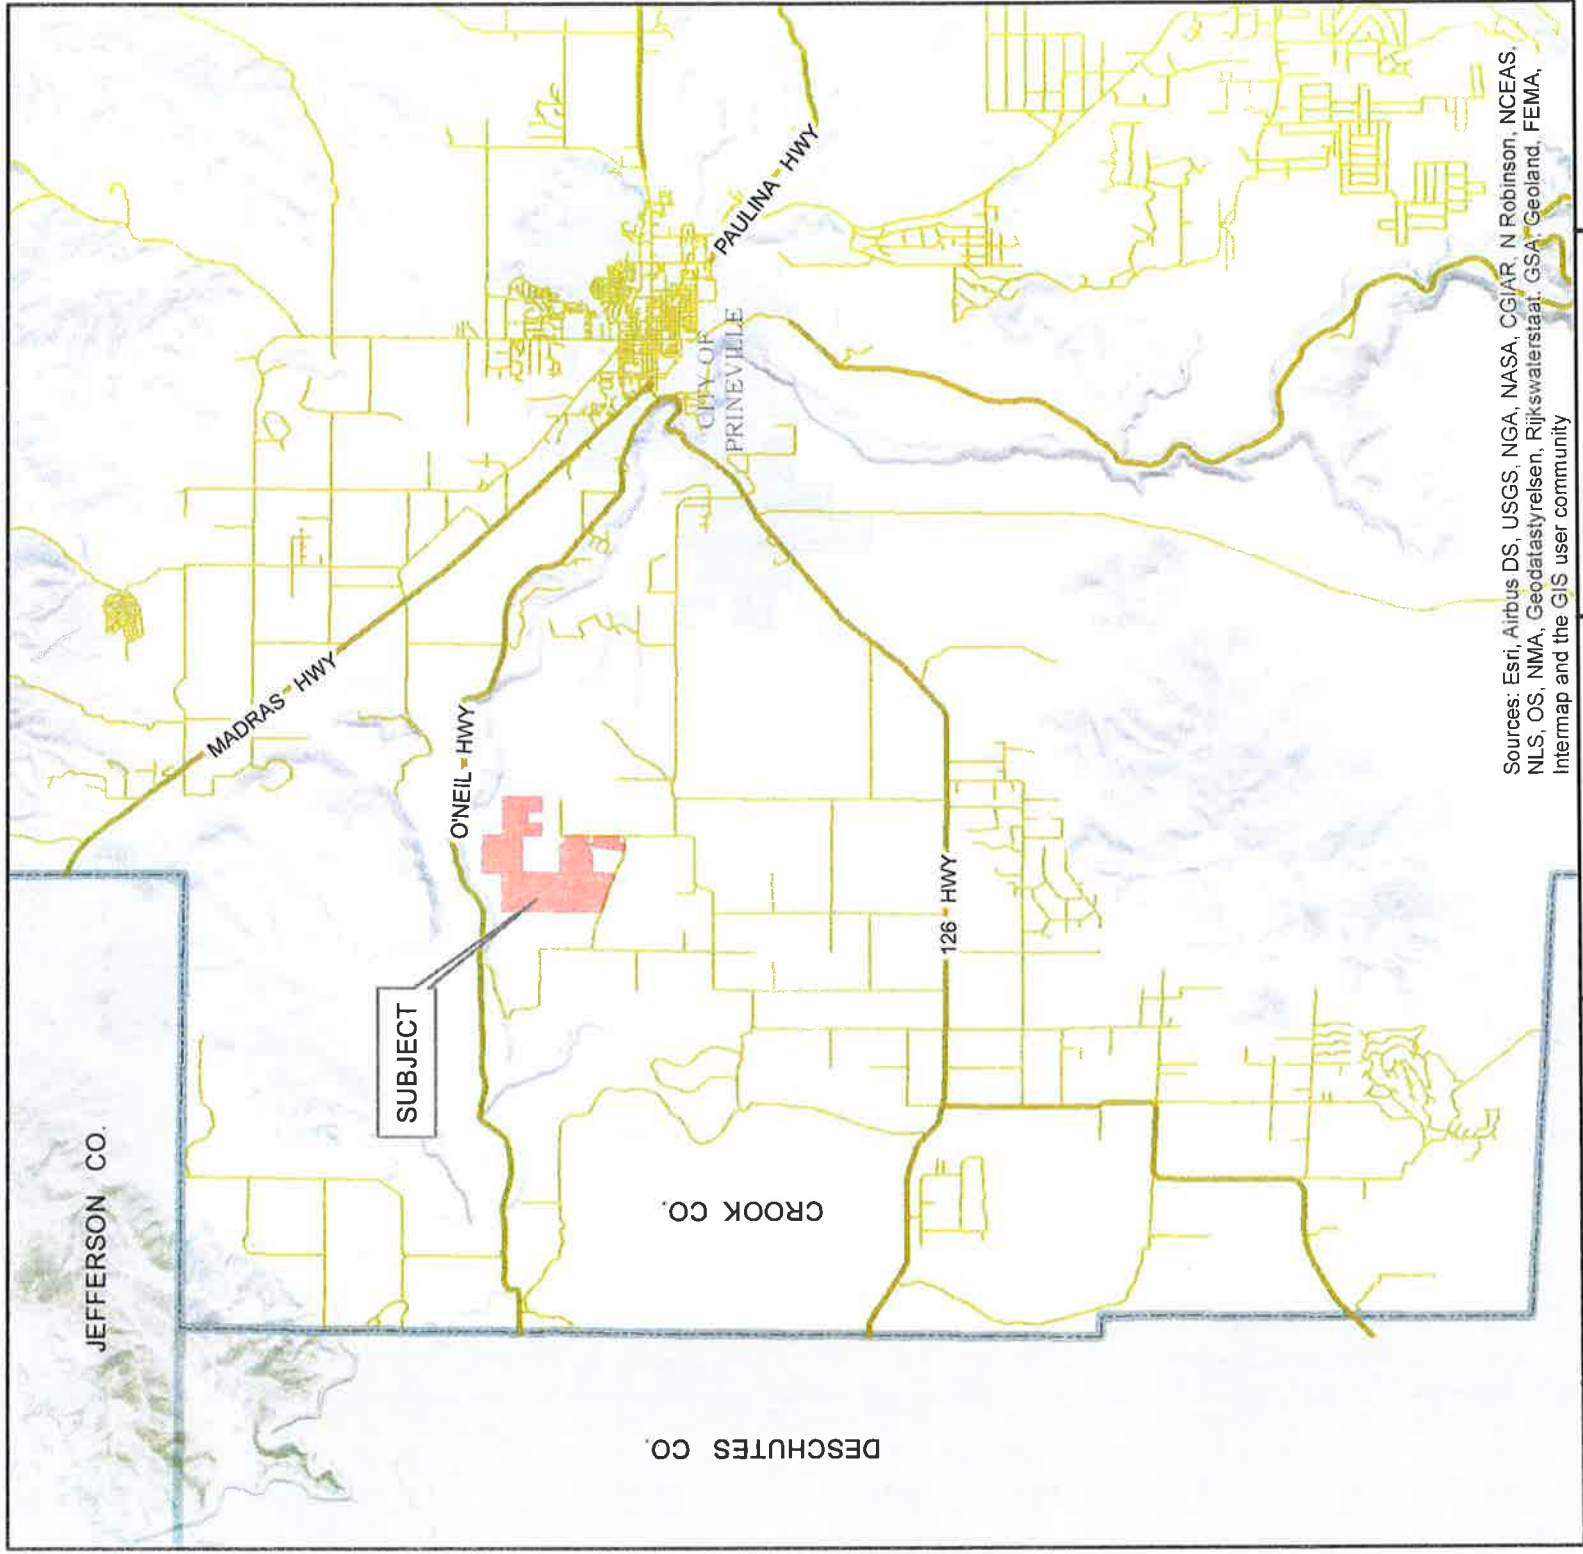 JEFFERSON CO.
MADRAS HWY
SUBJECT
O'NEIL HWY
PAULINA HWY
CITY OF
PRINEVILLE
CROOK CO.
126 HWY
DESCHUTES CO.
Sources: Esri, Airbus DS, USGS, NGA, NASA, CGIAR, N Robinson, NCEAS,
NLS, OS, NMA, Geodatastyrelsen, Rijkswaterstaat, GSA, Geoland, FEMA,
Intermap and the GIS user community